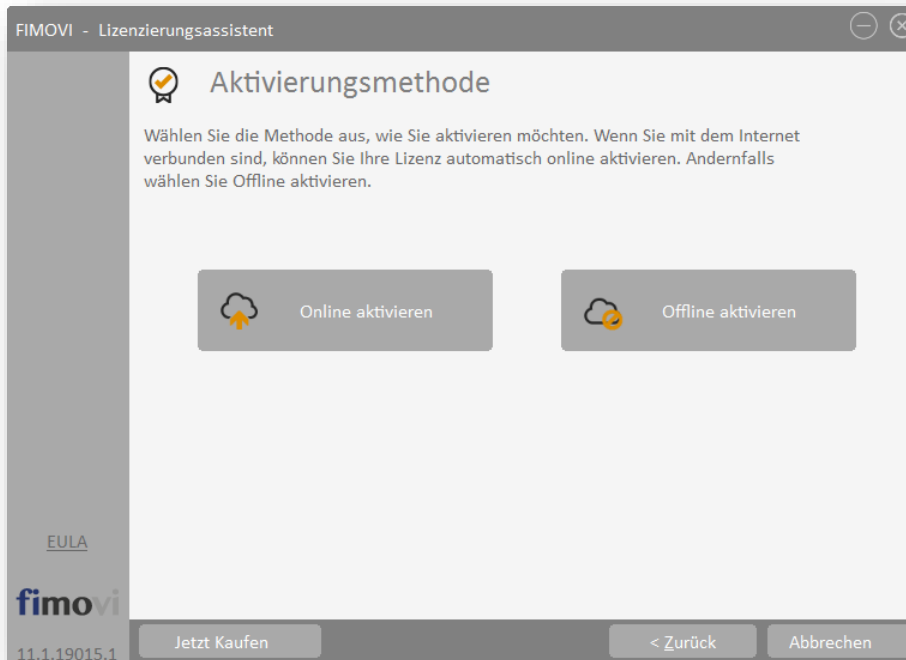 FIMOVI - Lizenzierungsassistent
Aktivierungsmethode
Wählen Sie die Methode aus, wie Sie aktivieren möchten. Wenn Sie mit dem Internet
verbunden sind, können Sie Ihre Lizenz automatisch online aktivieren. Andernfalls
wählen Sie Offline aktivieren.
Online aktivieren
Offline aktivieren
EULA
fimovi
11.1.19015.1
Jetzt Kaufen
< Zurück
Abbrechen